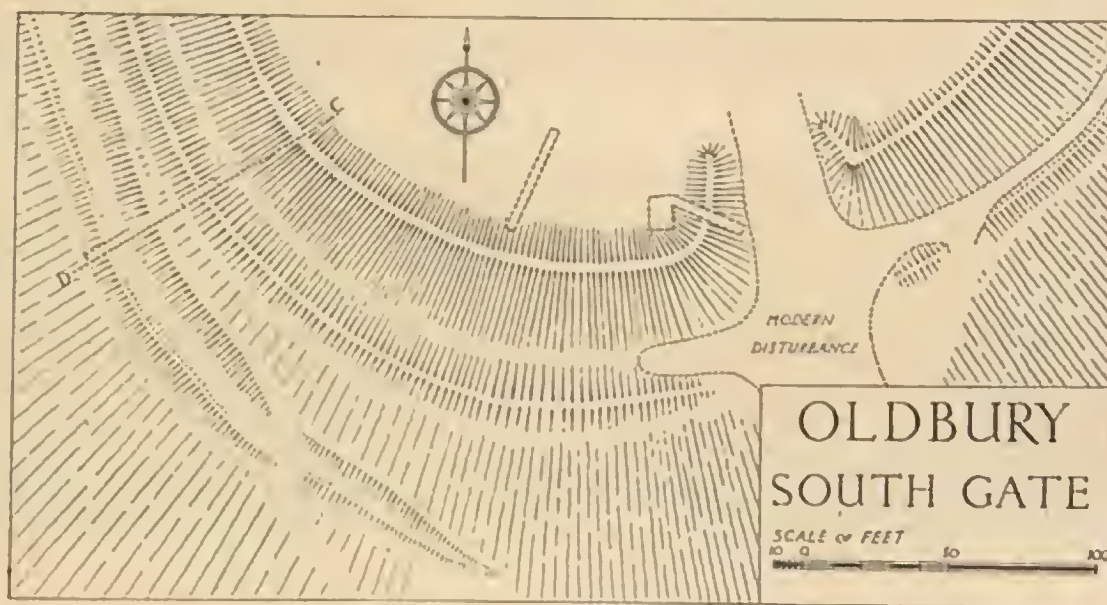 C
D
MODERN
DISTURBANCE
OLDBURY
SOUTH GATE
SCALE OF FEET
10 0 50 100